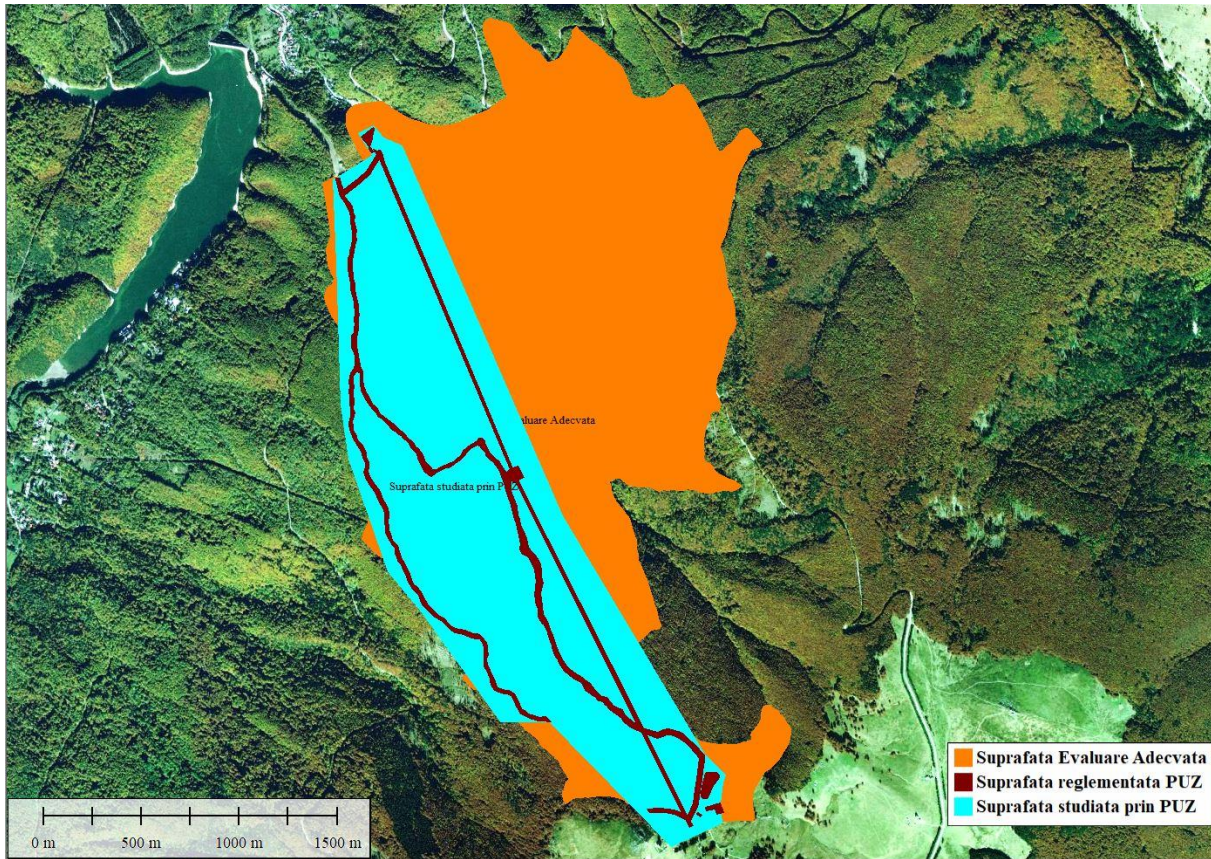 luare Adecvata
Suprafata studiata prin PUZ
Suprafata Evaluare Adecvata
Suprafata reglementata PUZ
Suprafata studiata prin PUZ
0 m 500 m 1000 m 1500 m